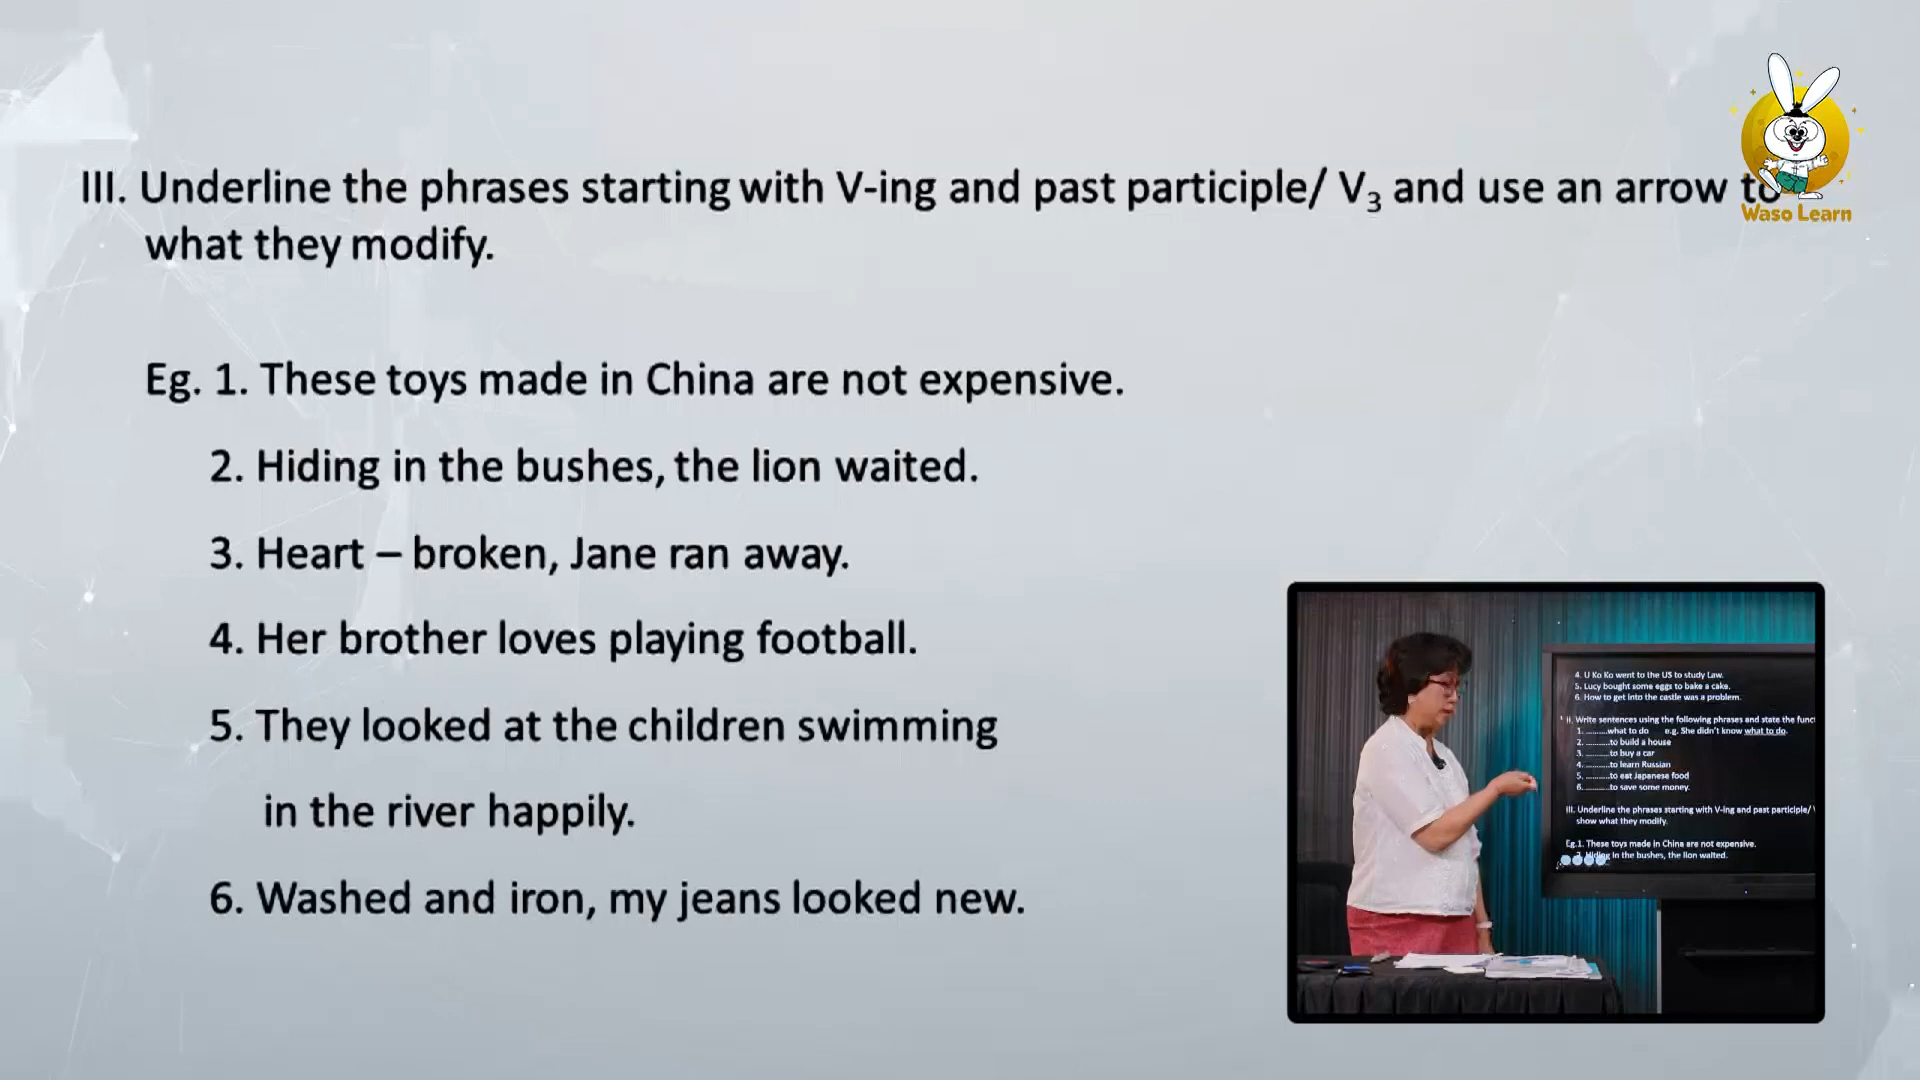 III. Underline the phrases starting with V-ing and past participle/ V3 and use an arrow to
what they modify.
Eg. 1. These toys made in China are not expensive.
2. Hiding in the bushes, the lion waited.
3. Heart – broken, Jane ran away.
4. Her brother loves playing football.
5. They looked at the children swimming
in the river happily.
6. Washed and iron, my jeans looked new.
Waso Learn
4. U Ko Ko went to the US to study Law.
5. Lucy bought some eggs to bake a cake.
6. How to get into the castle was a problem.
II. Write sentences using the following phrases and state the
1. ..........what to do e.g. She didn't know what to do.
2. ..........to build a house
3. ..........to buy a car
4. ..........to learn Russian
5. ..........to eat Japanese food
6. ..........to save some money.
III. Underline the phrases starting with V-ing and past participle/
show what they modify.
Eg.1. These toys made in China are not expensive.
Hiding in the bushes, the lion waited.